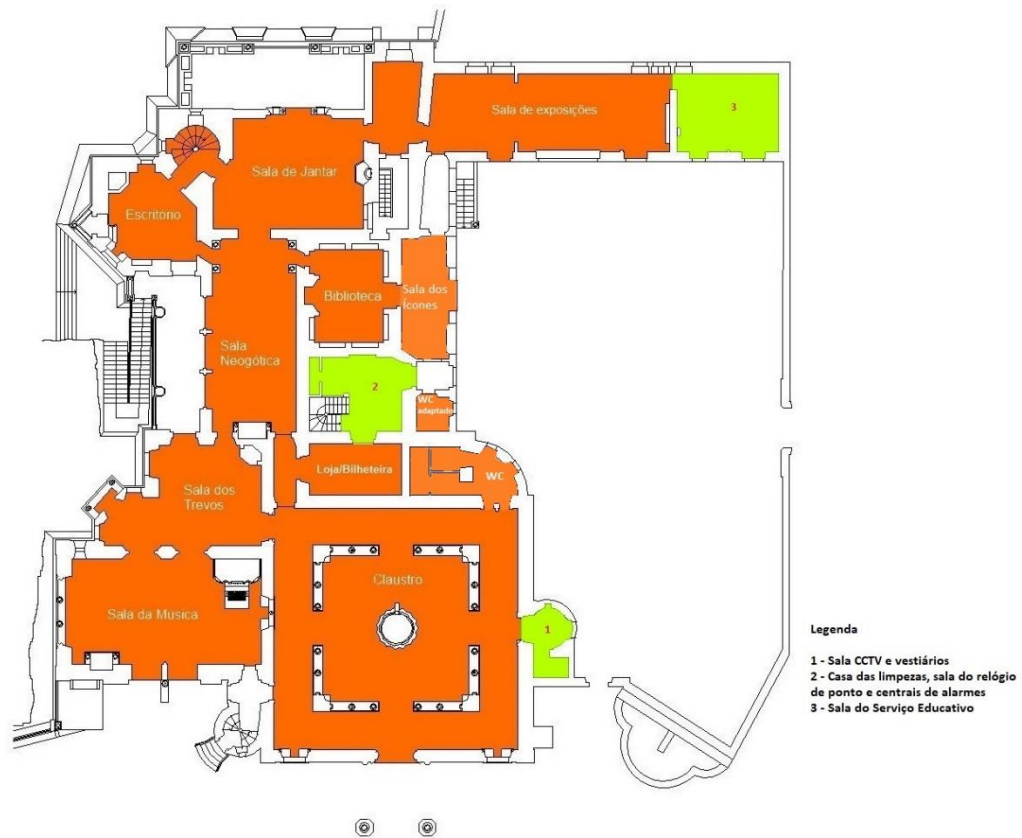 Sala de exposições
3
Sala de Jantar
Escritório
Biblioteca
Sala dos
Ícones
Sala
Neogótica
2
WC
adaptado
Loja/Bilheteira
WC
Sala dos
Trevos
Claustro
Sala da Música
1
Legenda
1 - Sala CCTV e vestiários
2 - Casa das limpezas, sala do relógio
de ponto e centrais de alarmes
3 - Sala do Serviço Educativo